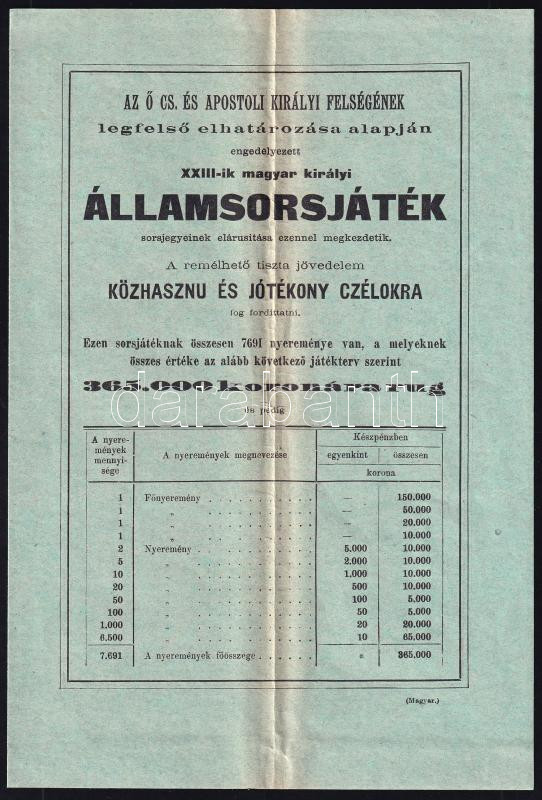 AZ Ő CS. ÉS APOSTOLI KIRÁLYI FELSÉGÉNEK
legfelső elhatározása alapján
engedélyezett
XXIII-ik magyar királyi
ÁLLAMSORSJÁTÉK
sorsjegyeinek elárusitása ezennel megkezdetik.
A remélhető tiszta jövedelem
KÖZHASZNU ÉS JÓTÉKONY CZÉLOKRA
fog fordittatni.
Ezen sorsjátéknak összesen 7691 nyereménye van, a melyeknek
összes értéke az alább következő játékterv szerint
365.000 koronára rug
és pedig
darabanth
A nyere-
mények
mennyi-
sége
A nyeremények megnevezése
Készpénzben
egyenkint összesen
korona
1 Főnyeremény . . . . . . . . . . — 150.000
1 „ . . . . . . . . . . — 50.000
1 „ . . . . . . . . . . — 20.000
1 „ . . . . . . . . . . — 10.000
2 Nyeremény . . . . . . . . . . 5.000 10.000
5 „ . . . . . . . . . . 2.000 10.000
10 „ . . . . . . . . . . 1.000 10.000
20 „ . . . . . . . . . . 500 10.000
50 „ . . . . . . . . . . 100 5.000
100 „ . . . . . . . . . . 50 5.000
1,000 „ . . . . . . . . . . 20 20.000
6.500 „ . . . . . . . . . . 10 65.000
7.691 A nyeremények főösszege . . . . . „ 365.000
(Magyar.)